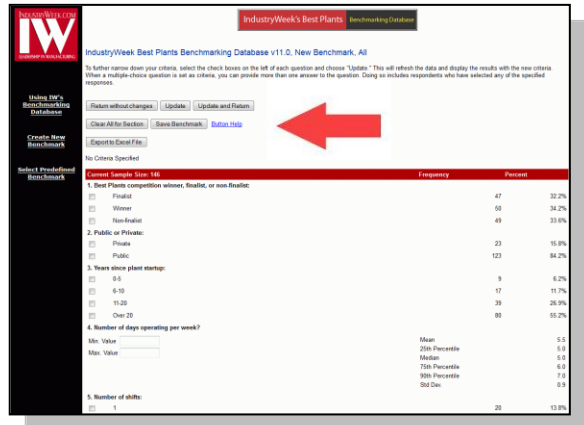 INDUSTRYWEEK.COM
IW
LEADERSHIP IN MANUFACTURING
IndustryWeek's Best Plants Benchmarking Database
IndustryWeek Best Plants Benchmarking Database v11.0, New Benchmark, All
To further narrow down your criteria, select the check boxes on the left of each question and choose "Update." This will refresh the data and display the results with the new criteria.
When a multiple-choice question is set as criteria, you can provide more than one answer to the question. Doing so includes respondents who have selected any of the specified
responses.
Using IW's
Benchmarking
Database
Create New
Benchmark
Select Predefined
Benchmark
Return without changes Update Update and Return
Clear All for Section Save Benchmark Button Help
Export to Excel File
No Criteria Specified
Current Sample Size: 146 Frequency Percent
1. Best Plants competition winner, finalist, or non-finalist:
Finalist 47 32.2%
Winner 50 34.2%
Non-finalist 49 33.6%
2. Public or Private:
Private 23 15.8%
Public 123 84.2%
3. Years since plant startup:
0-5 9 6.2%
6-10 17 11.7%
11-20 39 26.9%
Over 20 80 55.2%
4. Number of days operating per week?
Min. Value
Max. Value
Mean 5.5
25th Percentile 5.0
Median 5.0
75th Percentile 6.0
90th Percentile 7.0
Std Dev. 0.9
5. Number of shifts:
1 20 13.8%